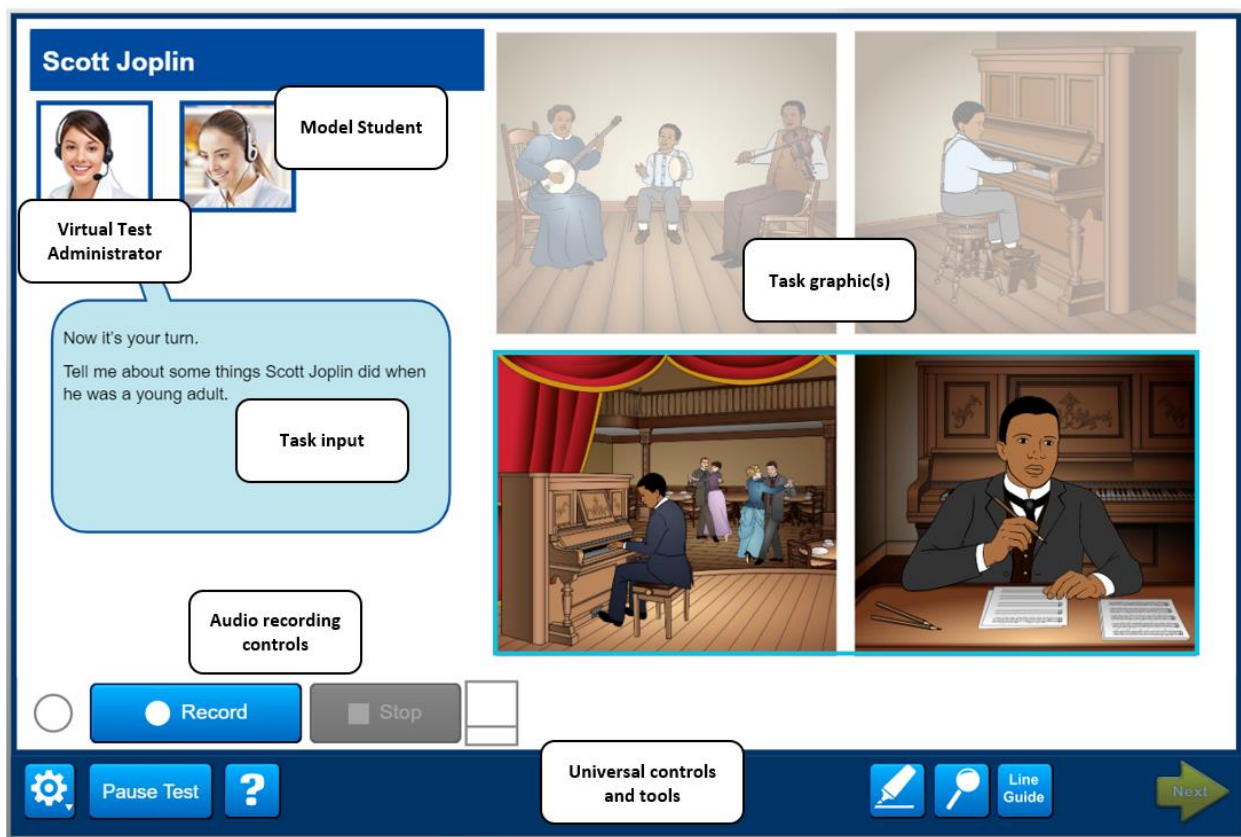 Scott Joplin
Model Student
Virtual Test
Administrator
Now it's your turn.
Tell me about some things Scott Joplin did when
he was a young adult.
Task input
Task graphic(s)
Audio recording
controls
Record
Stop
Pause Test
?
Universal controls
and tools
Line
Guide
Next